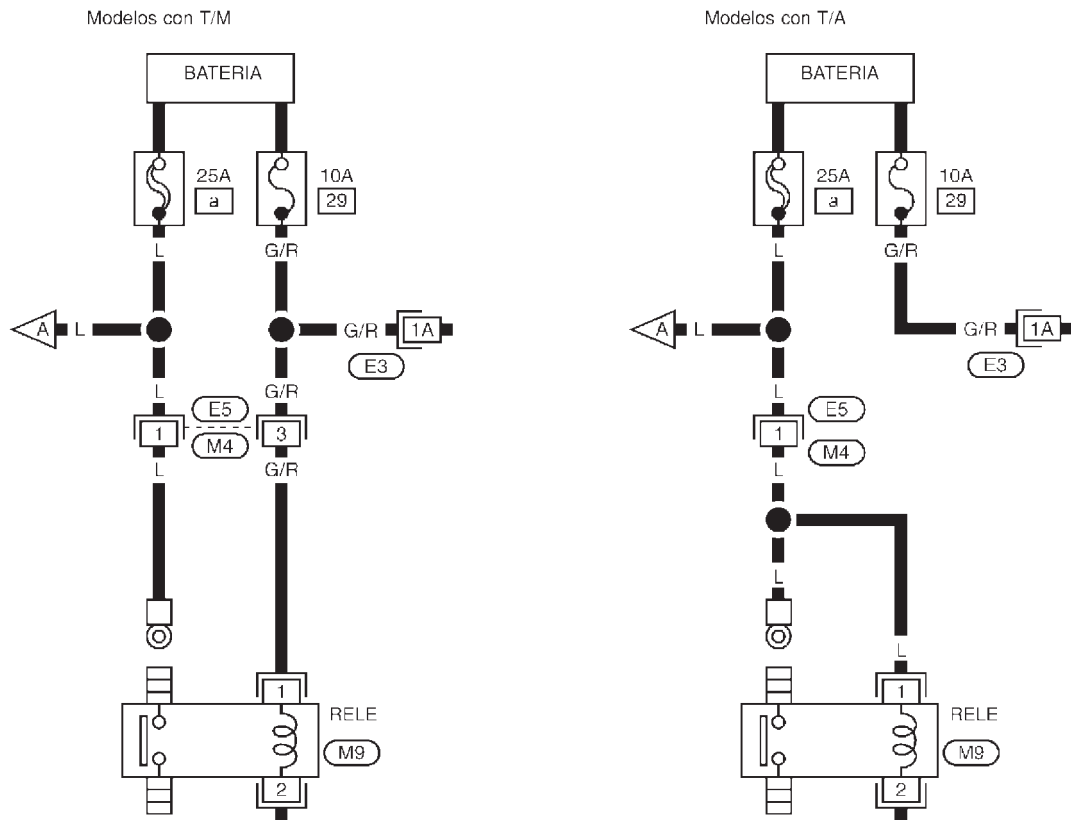 Modelos con T/M
BATERIA
25A
a
10A
29
L
G/R
A
L
G/R
1A
E3
L
G/R
E5
1
3
M4
L
G/R
1
RELE
M9
2
Modelos con T/A
BATERIA
25A
a
10A
29
L
G/R
A
L
G/R
1A
E3
L
E5
1
M4
L
L
L
1
RELE
M9
2